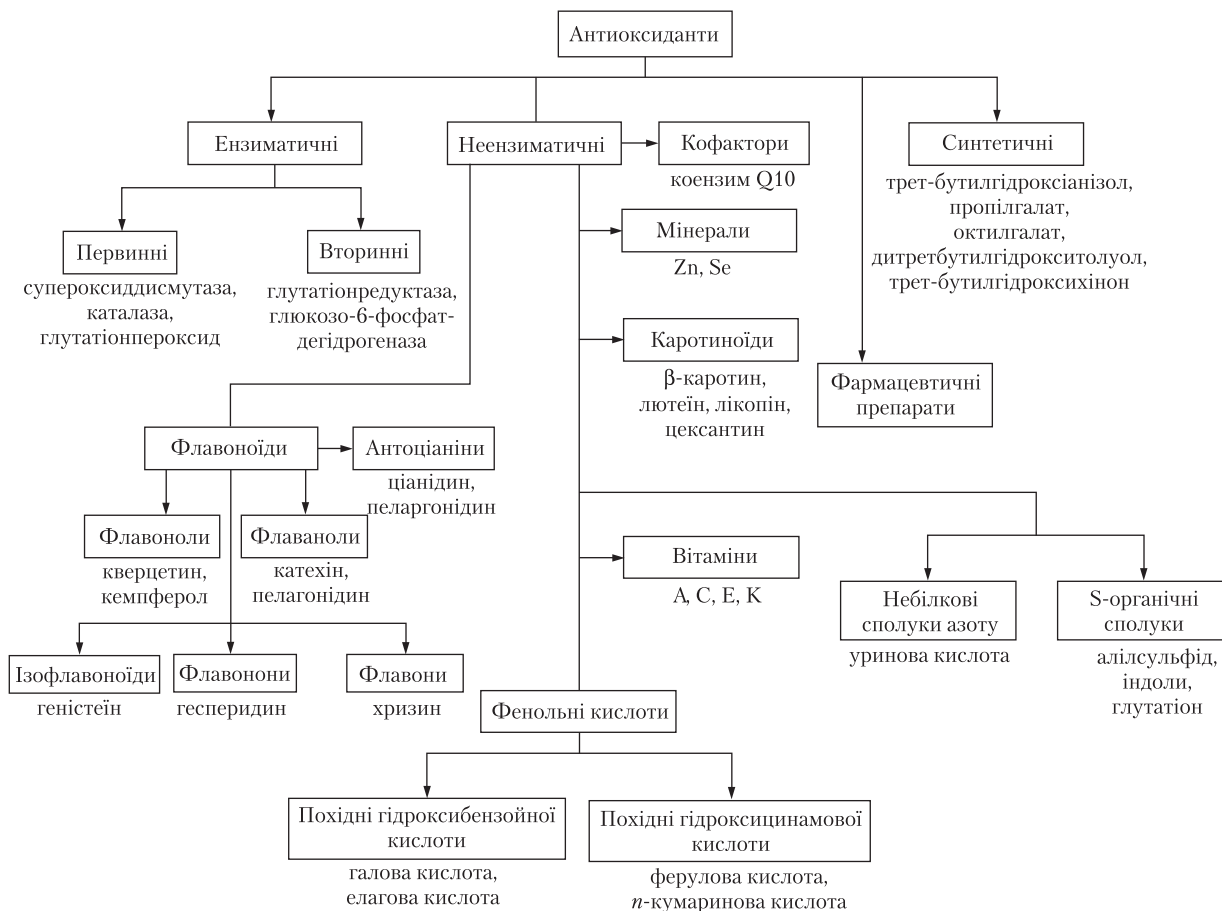 Антиоксиданти
Ензиматичні
Неензиматичні
Кофактори
коензим Q10
Синтетичні
трет-бутилгідроксіанізол,
пропілгалат,
октилгалат,
дитретбутилгідрокситолуол,
трет-бутилгідроксихінон
Первинні
супероксиддисмутаза,
каталаза,
глутатіонпероксид
Вторинні
глутатіонредуктаза,
глюкозо-6-фосфат-
дегідрогеназа
Мінерали
Zn, Se
Каротиноїди
β-каротин,
лютеїн, лікопін,
цексантин
Фармацевтичні
препарати
Флавоноїди
Антоціаніни
ціанідин,
пеларгонідин
Флавоноли
кверцетин,
кемпферол
Флаваноли
катехін,
пелагонідин
Вітаміни
A, C, E, K
Небілкові
сполуки азоту
уринова кислота
S-органічні
сполуки
алілсульфід,
індоли,
глутатіон
Ізофлавоноїди
геністеїн
Флавонони
гесперидин
Флавони
хризин
Фенольні кислоти
Похідні гідроксибензойної
кислоти
галова кислота,
елагова кислота
Похідні гідроксицинамової
кислоти
ферулова кислота,
n-кумаринова кислота